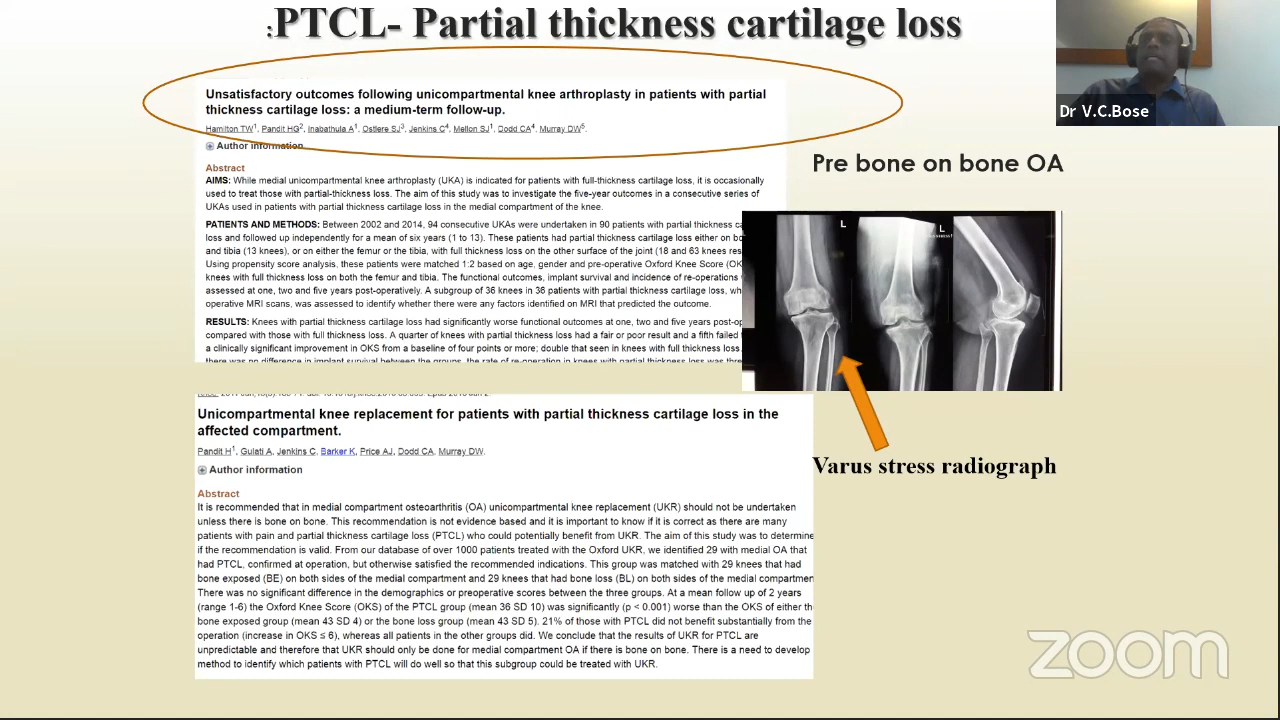 :PTCL- Partial thickness cartilage loss
Dr V.C.Bose
Unsatisfactory outcomes following unicompartmental knee arthroplasty in patients with partial
thickness cartilage loss: a medium-term follow-up.
Hamilton TW1, Pandit HG2, Inabathula A1, Ostlere SJ3, Jenkins C4, Mellon SJ1, Dodd CA4, Murray DW5.
Author information
Abstract
AIMS: While medial unicompartmental knee arthroplasty (UKA) is indicated for patients with full-thickness cartilage loss, it is occasionally
used to treat those with partial-thickness loss. The aim of this study was to investigate the five-year outcomes in a consecutive series of
UKAs used in patients with partial thickness cartilage loss in the medial compartment of the knee.
PATIENTS AND METHODS: Between 2002 and 2014, 94 consecutive UKAs were undertaken in 90 patients with partial thickness
loss and followed up independently for a mean of six years (1 to 13). These patients had partial thickness cartilage loss either on
and tibia (13 knees), or on either the femur or the tibia, with full thickness loss on the other surface of the joint (18 and 63 knees
Using propensity score analysis, these patients were matched 1:2 based on age, gender and pre-operative Oxford Knee Score
knees with full thickness loss on both the femur and tibia. The functional outcomes, implant survival and incidence of re-operations
assessed at one, two and five years post-operatively. A subgroup of 36 knees in 36 patients with partial thickness cartilage loss,
operative MRI scans, was assessed to identify whether there were any factors identified on MRI that predicted the outcome.
RESULTS: Knees with partial thickness cartilage loss had significantly worse functional outcomes at one, two and five years
compared with those with full thickness loss. A quarter of knees with partial thickness loss had a fair or poor result and a fifth failed
a clinically significant improvement in OKS from a baseline of four points or more; double that seen in knees with full thickness loss
there was no difference in implant survival between the groups, the rate of re-operation in knees with partial thickness loss was
Pre bone on bone OA
L
L
Varus stress radiograph
Unicompartmental knee replacement for patients with partial thickness cartilage loss in the
affected compartment.
Pandit H1, Gulati A, Jenkins C, Barker K, Price AJ, Dodd CA, Murray DW.
Author information
Abstract
It is recommended that in medial compartment osteoarthritis (OA) unicompartmental knee replacement (UKR) should not be undertaken
unless there is bone on bone. This recommendation is not evidence based and it is important to know if it is correct as there are many
patients with pain and partial thickness cartilage loss (PTCL) who could potentially benefit from UKR. The aim of this study was to determine
if the recommendation is valid. From our database of over 1000 patients treated with the Oxford UKR, we identified 29 with medial OA that
had PTCL, confirmed at operation, but otherwise satisfied the recommended indications. This group was matched with 29 knees that had
bone exposed (BE) on both sides of the medial compartment and 29 knees that had bone loss (BL) on both sides of the medial
There was no significant difference in the demographics or preoperative scores between the three groups. At a mean follow up of 2 years
(range 1-6) the Oxford Knee Score (OKS) of the PTCL group (mean 36 SD 10) was significantly (p < 0.001) worse than the OKS of either
bone exposed group (mean 43 SD 4) or the bone loss group (mean 43 SD 5). 21% of those with PTCL did not benefit substantially from the
operation (increase in OKS ≤ 6), whereas all patients in the other groups did. We conclude that the results of UKR for PTCL are
unpredictable and therefore that UKR should only be done for medial compartment OA if there is bone on bone. There is a need to develop
method to identify which patients with PTCL will do well so that this subgroup could be treated with UKR.
zoom